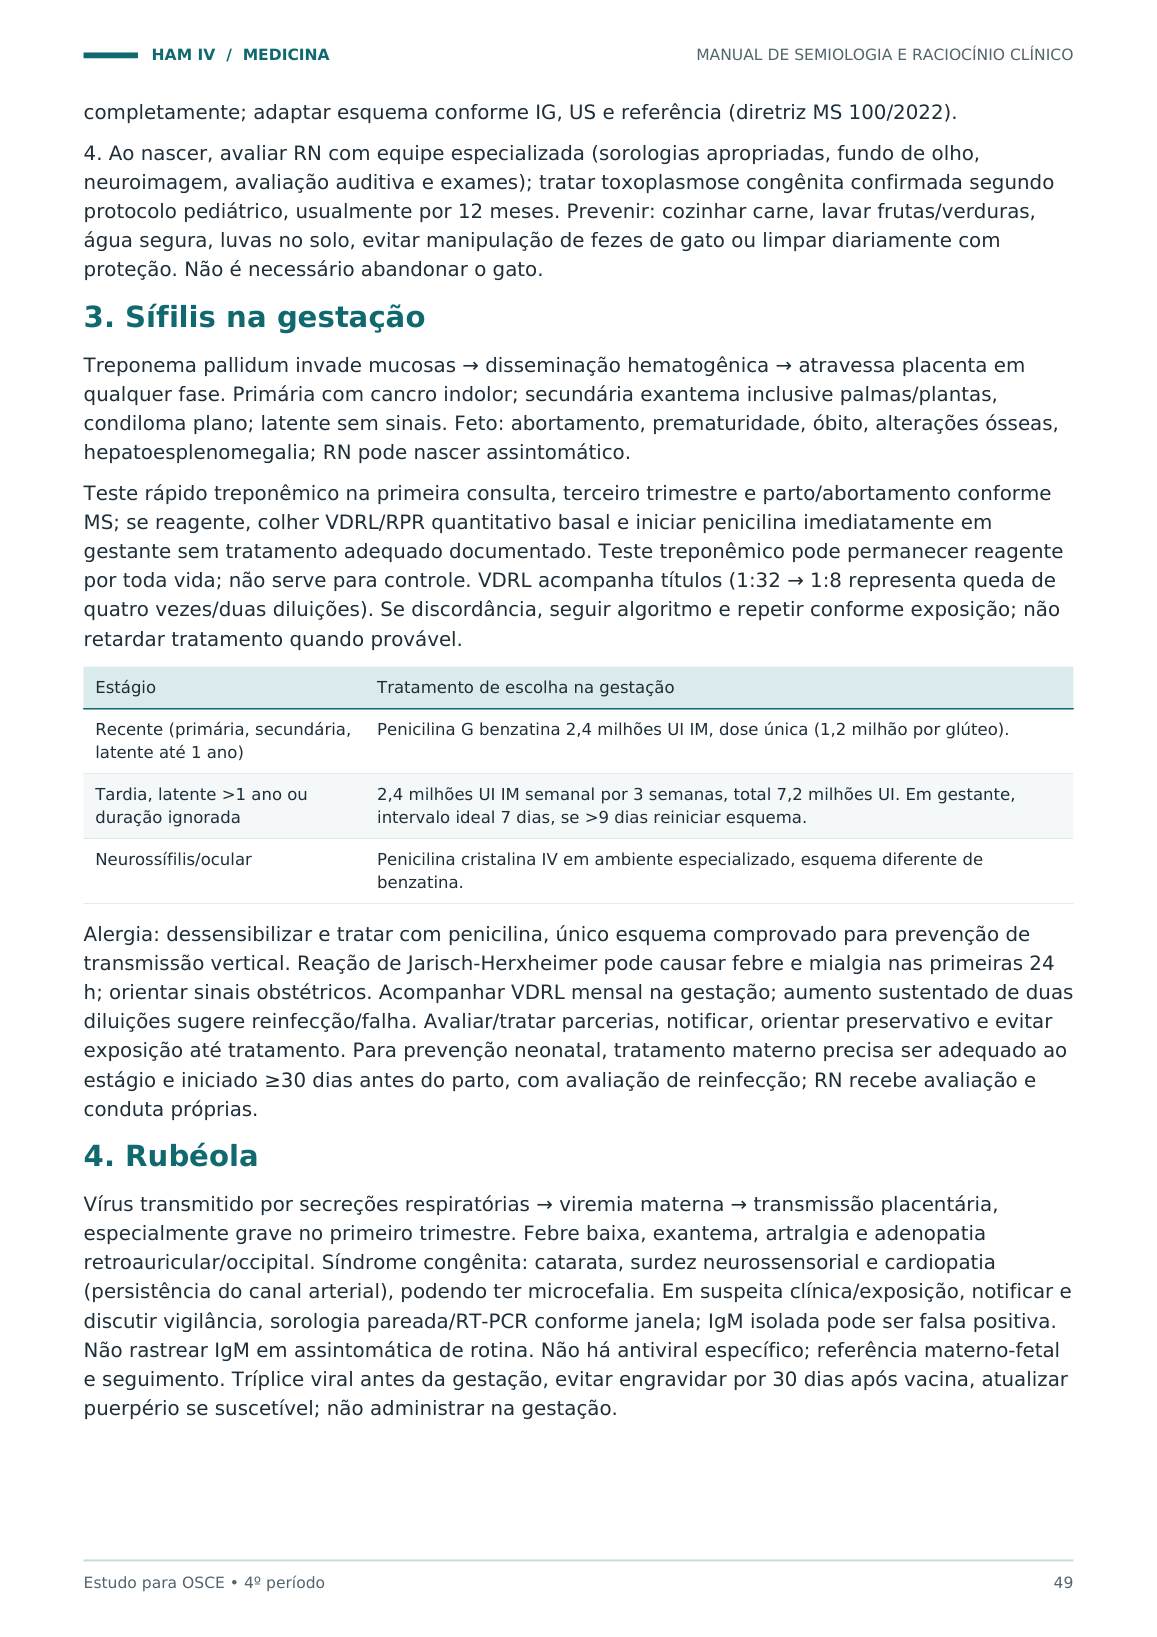 HAM IV / MEDICINA
MANUAL DE SEMIOLOGIA E RACIOCÍNIO CLÍNICO
completamente; adaptar esquema conforme IG, US e referência (diretriz MS 100/2022).
4. Ao nascer, avaliar RN com equipe especializada (sorologias apropriadas, fundo de olho,
neuroimagem, avaliação auditiva e exames); tratar toxoplasmose congênita confirmada segundo
protocolo pediátrico, usualmente por 12 meses. Prevenir: cozinhar carne, lavar frutas/verduras,
água segura, luvas no solo, evitar manipulação de fezes de gato ou limpar diariamente com
proteção. Não é necessário abandonar o gato.
3. Sífilis na gestação
Treponema pallidum invade mucosas → disseminação hematogênica → atravessa placenta em
qualquer fase. Primária com cancro indolor; secundária exantema inclusive palmas/plantas,
condiloma plano; latente sem sinais. Feto: abortamento, prematuridade, óbito, alterações ósseas,
hepatoesplenomegalia; RN pode nascer assintomático.
Teste rápido treponêmico na primeira consulta, terceiro trimestre e parto/abortamento conforme
MS; se reagente, colher VDRL/RPR quantitativo basal e iniciar penicilina imediatamente em
gestante sem tratamento adequado documentado. Teste treponêmico pode permanecer reagente
por toda vida; não serve para controle. VDRL acompanha títulos (1:32 → 1:8 representa queda de
quatro vezes/duas diluições). Se discordância, seguir algoritmo e repetir conforme exposição; não
retardar tratamento quando provável.
Estágio
Tratamento de escolha na gestação
Recente (primária, secundária,
latente até 1 ano)
Penicilina G benzatina 2,4 milhões UI IM, dose única (1,2 milhão por glúteo).
Tardia, latente >1 ano ou
duração ignorada
2,4 milhões UI IM semanal por 3 semanas, total 7,2 milhões UI. Em gestante,
intervalo ideal 7 dias, se >9 dias reiniciar esquema.
Neurossífilis/ocular
Penicilina cristalina IV em ambiente especializado, esquema diferente de
benzatina.
Alergia: dessensibilizar e tratar com penicilina, único esquema comprovado para prevenção de
transmissão vertical. Reação de Jarisch-Herxheimer pode causar febre e mialgia nas primeiras 24
h; orientar sinais obstétricos. Acompanhar VDRL mensal na gestação; aumento sustentado de duas
diluições sugere reinfecção/falha. Avaliar/tratar parcerias, notificar, orientar preservativo e evitar
exposição até tratamento. Para prevenção neonatal, tratamento materno precisa ser adequado ao
estágio e iniciado ≥30 dias antes do parto, com avaliação de reinfecção; RN recebe avaliação e
conduta próprias.
4. Rubéola
Vírus transmitido por secreções respiratórias → viremia materna → transmissão placentária,
especialmente grave no primeiro trimestre. Febre baixa, exantema, artralgia e adenopatia
retroauricular/occipital. Síndrome congênita: catarata, surdez neurossensorial e cardiopatia
(persistência do canal arterial), podendo ter microcefalia. Em suspeita clínica/exposição, notificar e
discutir vigilância, sorologia pareada/RT-PCR conforme janela; IgM isolada pode ser falsa positiva.
Não rastrear IgM em assintomática de rotina. Não há antiviral específico; referência materno-fetal
e seguimento. Tríplice viral antes da gestação, evitar engravidar por 30 dias após vacina, atualizar
puerpério se suscetível; não administrar na gestação.
Estudo para OSCE • 4º período
49